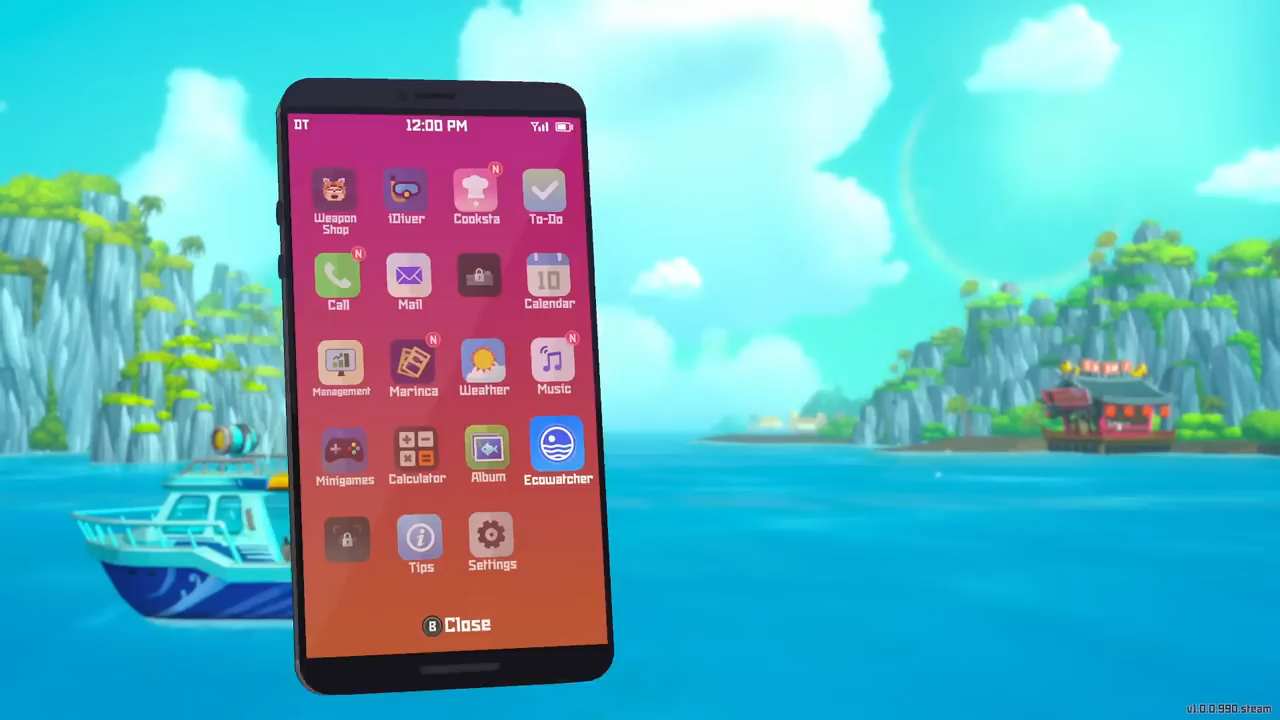 DT
12:00 PM
Weapon
Shop
iDiver
Cooksta
N
To-Do
Call
N
Mail
10
Calendar
Management
Marinca
N
Weather
Music
N
Minigames
Calculator
Album
Ecowatcher
Tips
Settings
B Close
v1.0.0.990.steam